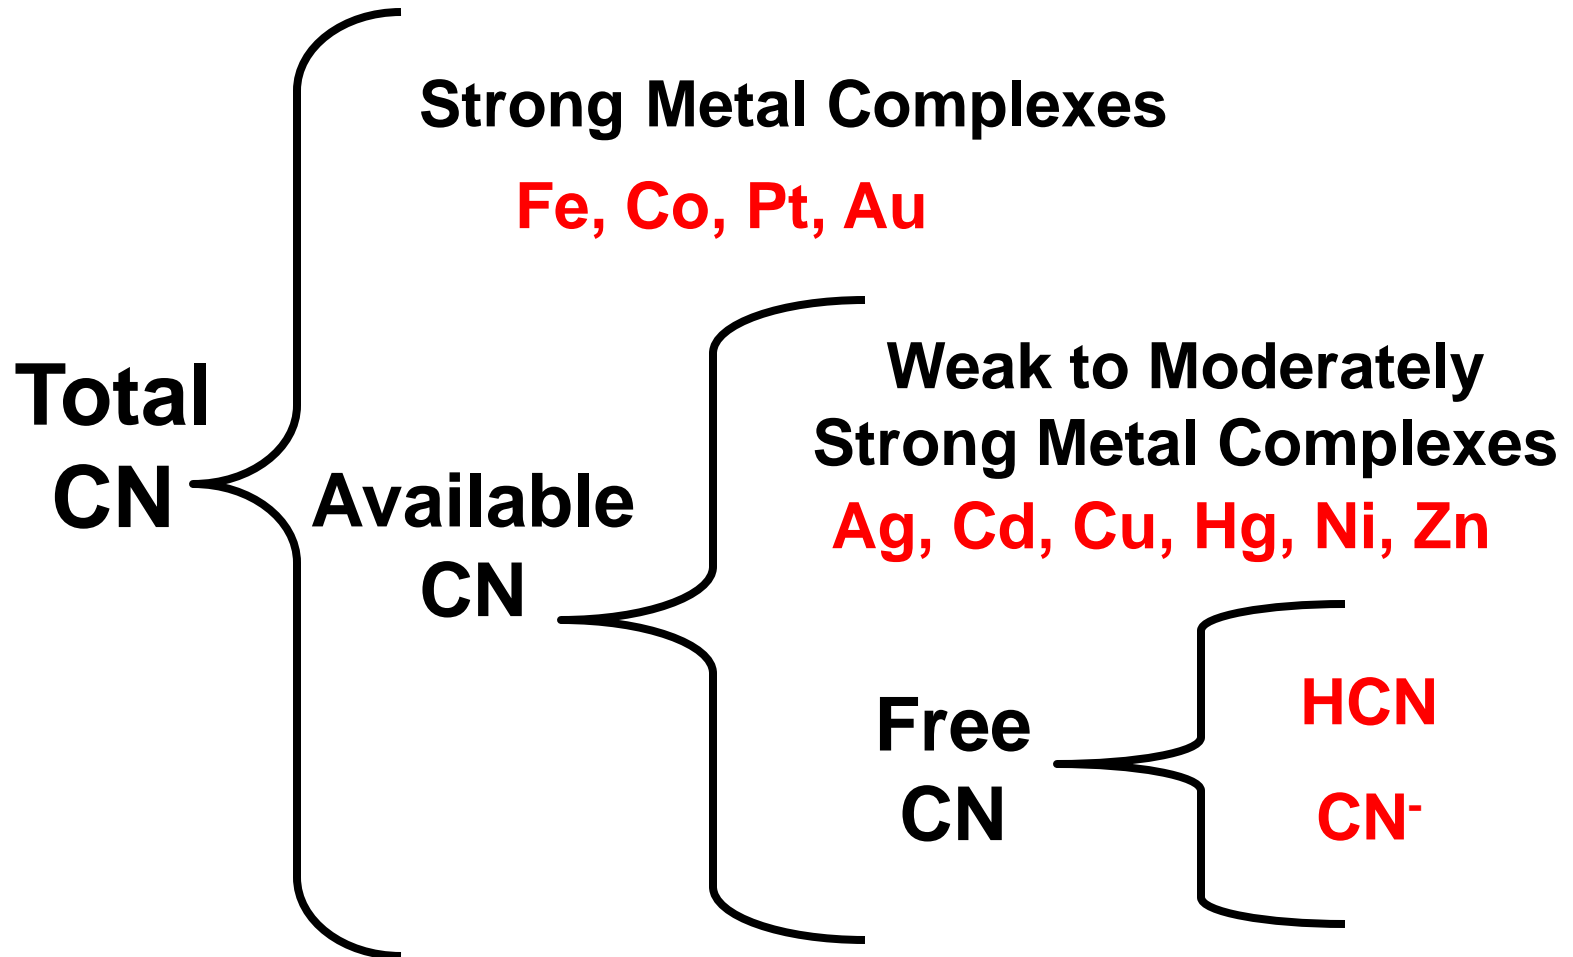 Strong Metal Complexes
Fe, Co, Pt, Au
Total
CN
Available
CN
Weak to Moderately
Strong Metal Complexes
Ag, Cd, Cu, Hg, Ni, Zn
Free
CN
HCN
CN-